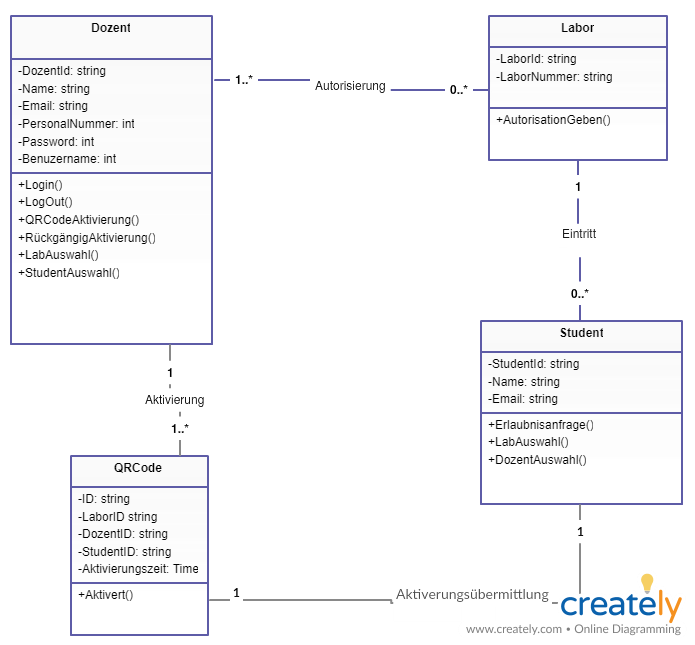 Dozent
-DozentId: string
-Name: string
-Email: string
-PersonalNummer: int
-Password: int
-Benuzername: int
+Login()
+LogOut()
+QRCodeAktivierung()
+RückgängigAktivierung()
+LabAuswahl()
+StudentAuswahl()
1..*
Autorisierung
0..*
Labor
-LaborId: string
-LaborNummer: string
+AutorisationGeben()
1
Eintritt
0..*
Student
-StudentId: string
-Name: string
-Email: string
+Erlaubnisanfrage()
+LabAuswahl()
+DozentAuswahl()
1
Aktivierung
1..*
QRCode
-ID: string
-LaborID string
-DozentID: string
-StudentID: string
-Aktivierungszeit: Time
+Aktivert()
1
Aktiverungsübermittlung
1
creately
www.creately.com • Online Diagramming